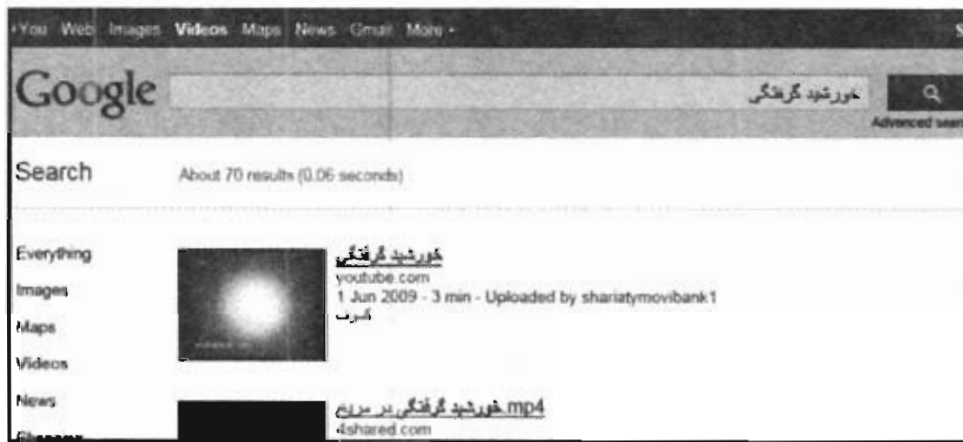 +You Web Images Videos Maps News Gmail More
Google
خورشید گرفتگی
Advanced
Search
About 70 results (0.06 seconds)
Everything
Images
Maps
Videos
News
خورشید گرفتگی
youtube.com
1 Jun 2009 - 3 min - Uploaded by shariatymovibank1
خورشید گرفتگی در مریخ.mp4
4shared.com